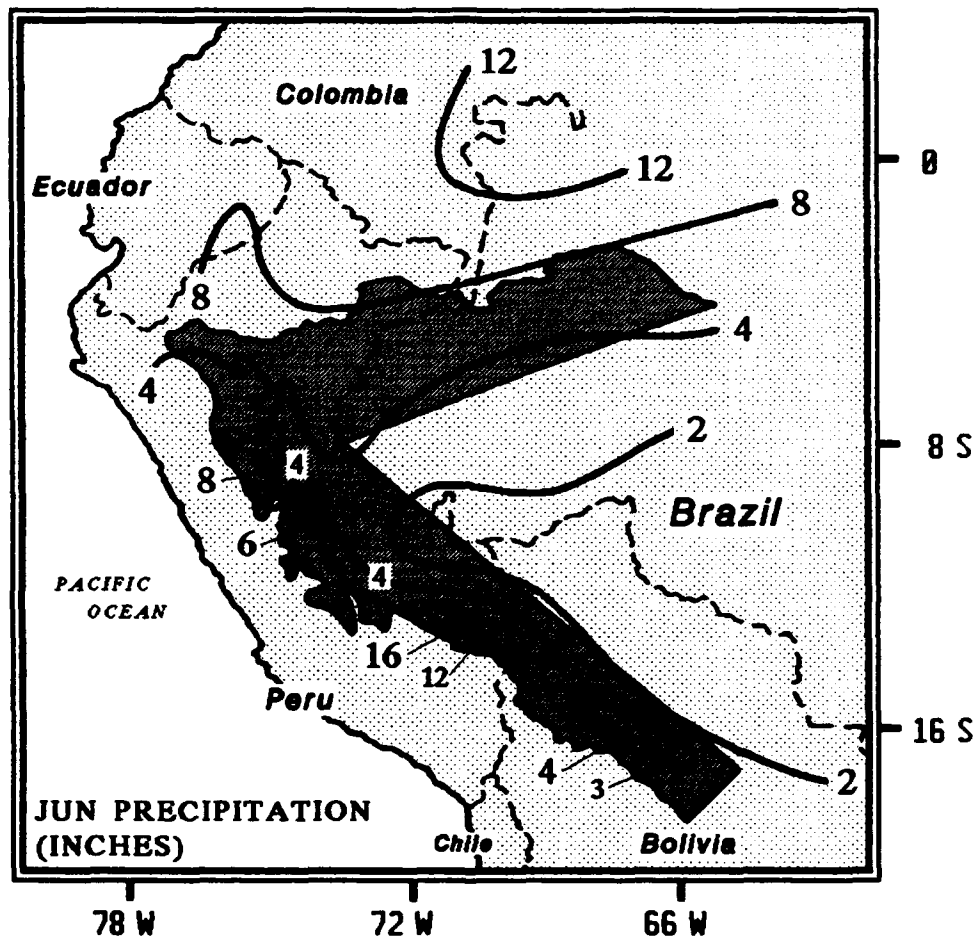 12
Colombia
12
0
Ecuador
8
8
4
4
2
8 S
4
8
Brazil
6
4
PACIFIC
OCEAN
16
12
Peru
16 S
4
3
2
JUN PRECIPITATION
(INCHES)
Chile
Bolivia
78 W
72 W
66 W